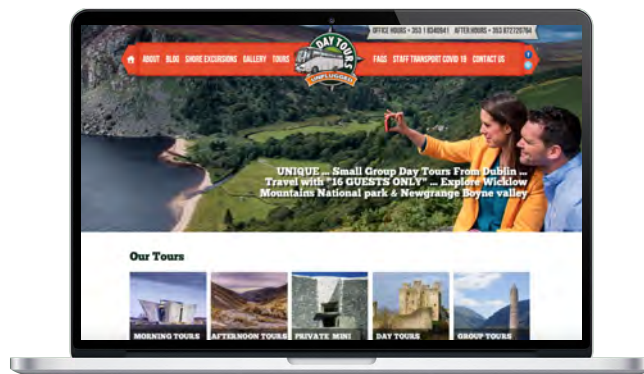 OFFICE HOURS + 353 1 8340941 AFTER HOURS + 353 872726764
ABOUT BLOG SHORE EXCURSIONS GALLERY TOURS
DAY TOURS
UNPLUGGED
FAQS STAFF TRANSPORT COVID 19 CONTACT US
UNIQUE ... Small Group Day Tours From Dublin ...
Travel with "16 GUESTS ONLY" ... Explore Wicklow
Mountains National park & Newgrange Boyne valley
Our Tours
MORNING TOURS
AFTERNOON TOURS
PRIVATE MINI
DAY TOURS
GROUP TOURS